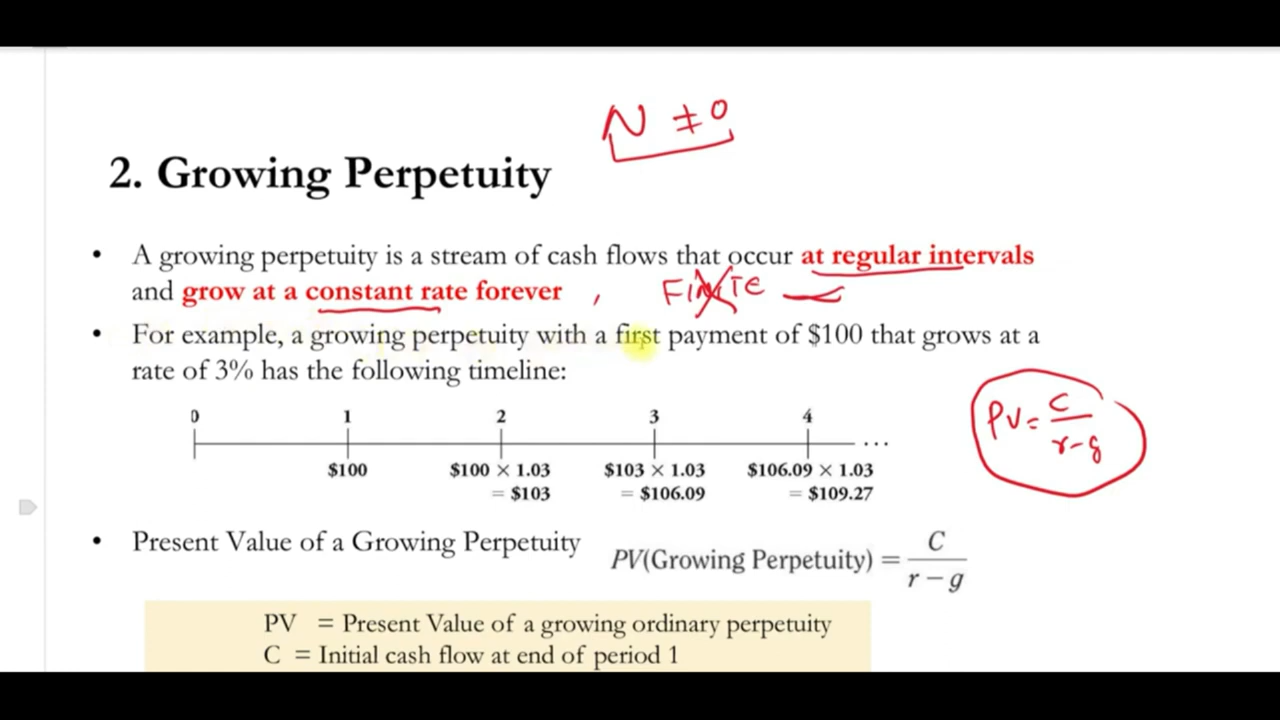 N ≠ 0
2. Growing Perpetuity
• A growing perpetuity is a stream of cash flows that occur at regular intervals
and grow at a constant rate forever , FINITE
• For example, a growing perpetuity with a first payment of $100 that grows at a
rate of 3% has the following timeline:
PV = C / r-g
0 1 2 3 4
...
$100 $100 × 1.03 $103 × 1.03 $106.09 × 1.03
= $103 = $106.09 = $109.27
• Present Value of a Growing Perpetuity PV(Growing Perpetuity) = C / r – g
PV = Present Value of a growing ordinary perpetuity
C = Initial cash flow at end of period 1